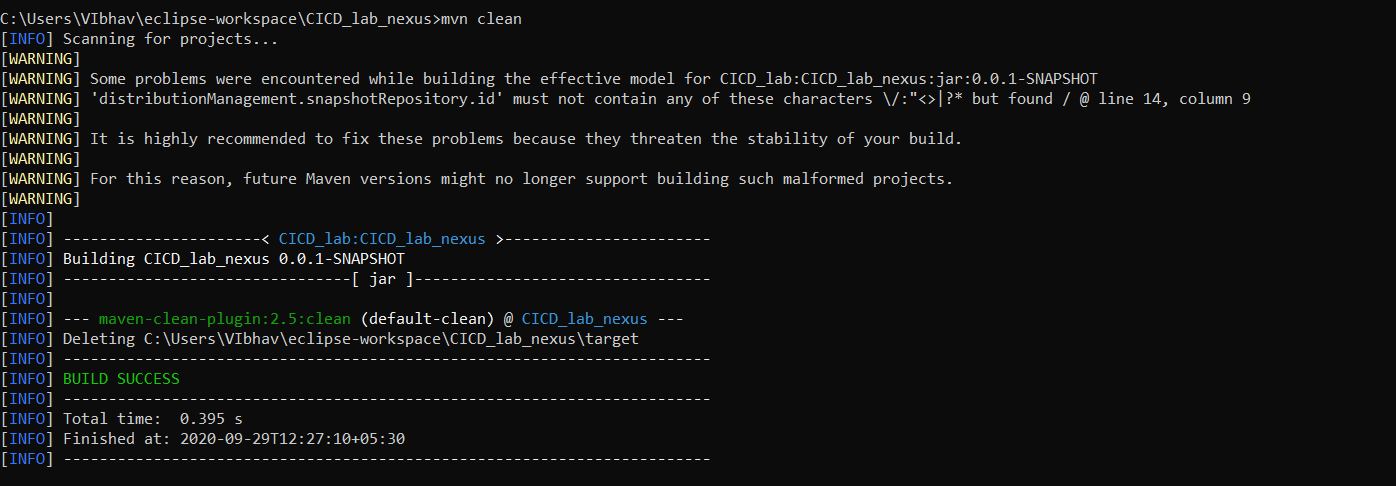 C:\Users\VIbhav\eclipse-workspace\CICD_lab_nexus>mvn clean
[INFO] Scanning for projects...
[WARNING]
[WARNING] Some problems were encountered while building the effective model for CICD_lab:CICD_lab_nexus:jar:0.0.1-SNAPSHOT
[WARNING] 'distributionManagement.snapshotRepository.id' must not contain any of these characters \/:"<>|?* but found / @ line 14, column 9
[WARNING]
[WARNING] It is highly recommended to fix these problems because they threaten the stability of your build.
[WARNING]
[WARNING] For this reason, future Maven versions might no longer support building such malformed projects.
[WARNING]
[INFO]
[INFO] ----------------------< CICD_lab:CICD_lab_nexus >-----------------------
[INFO] Building CICD_lab_nexus 0.0.1-SNAPSHOT
[INFO] --------------------------------[ jar ]---------------------------------
[INFO]
[INFO] --- maven-clean-plugin:2.5:clean (default-clean) @ CICD_lab_nexus ---
[INFO] Deleting C:\Users\VIbhav\eclipse-workspace\CICD_lab_nexus\target
[INFO] ------------------------------------------------------------------------
[INFO] BUILD SUCCESS
[INFO] ------------------------------------------------------------------------
[INFO] Total time:  0.395 s
[INFO] Finished at: 2020-09-29T12:27:10+05:30
[INFO] ------------------------------------------------------------------------